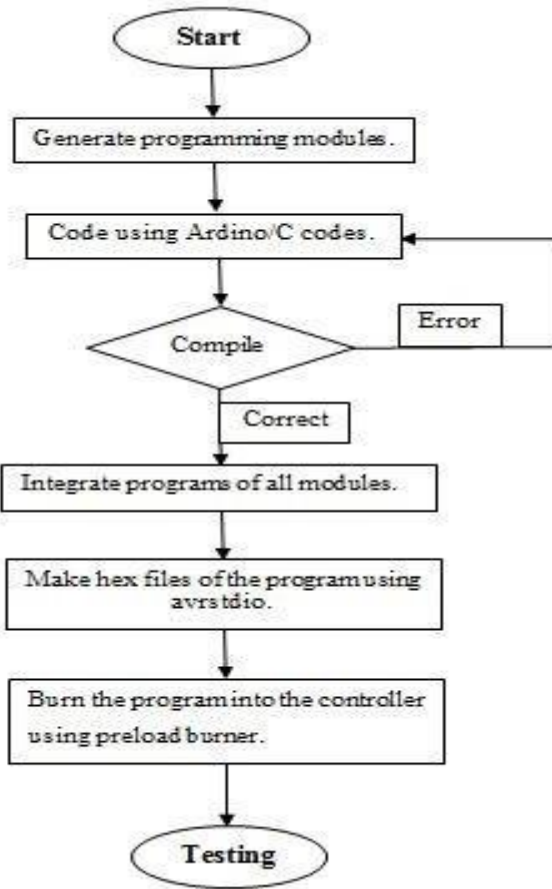 Start
Generate programming modules.
Code using Ardino/C codes.
Compile
Error
Correct
Integrate programs of all modules.
Make hex files of the program using
avrstdio.
Burn the program into the controller
using preload burner.
Testing